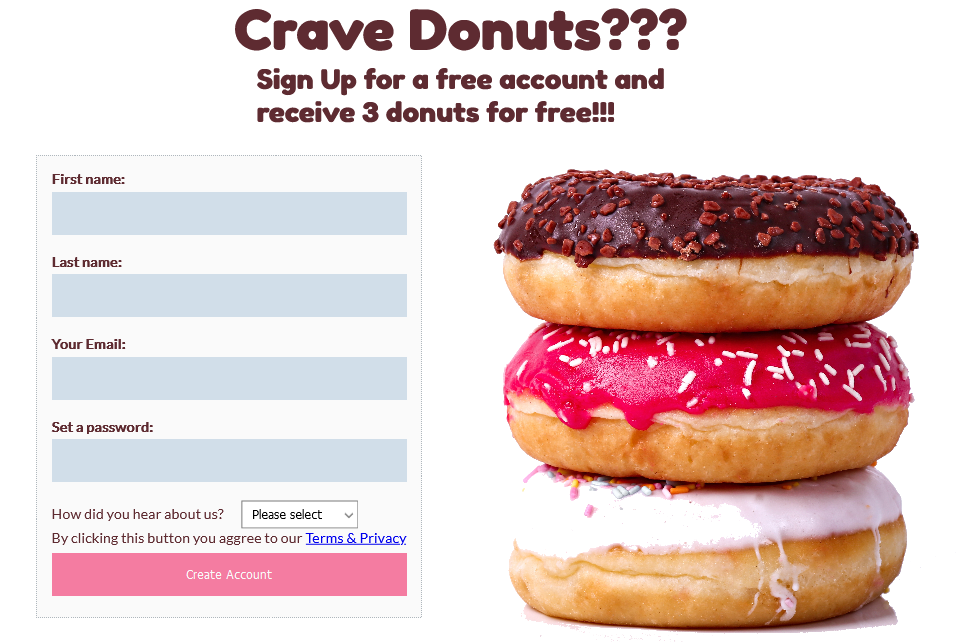 Crave Donuts???
Sign Up for a free account and
receive 3 donuts for free!!!
First name:
Last name:
Your Email:
Set a password:
How did you hear about us? Please select
By clicking this button you aggree to our Terms & Privacy
Create Account